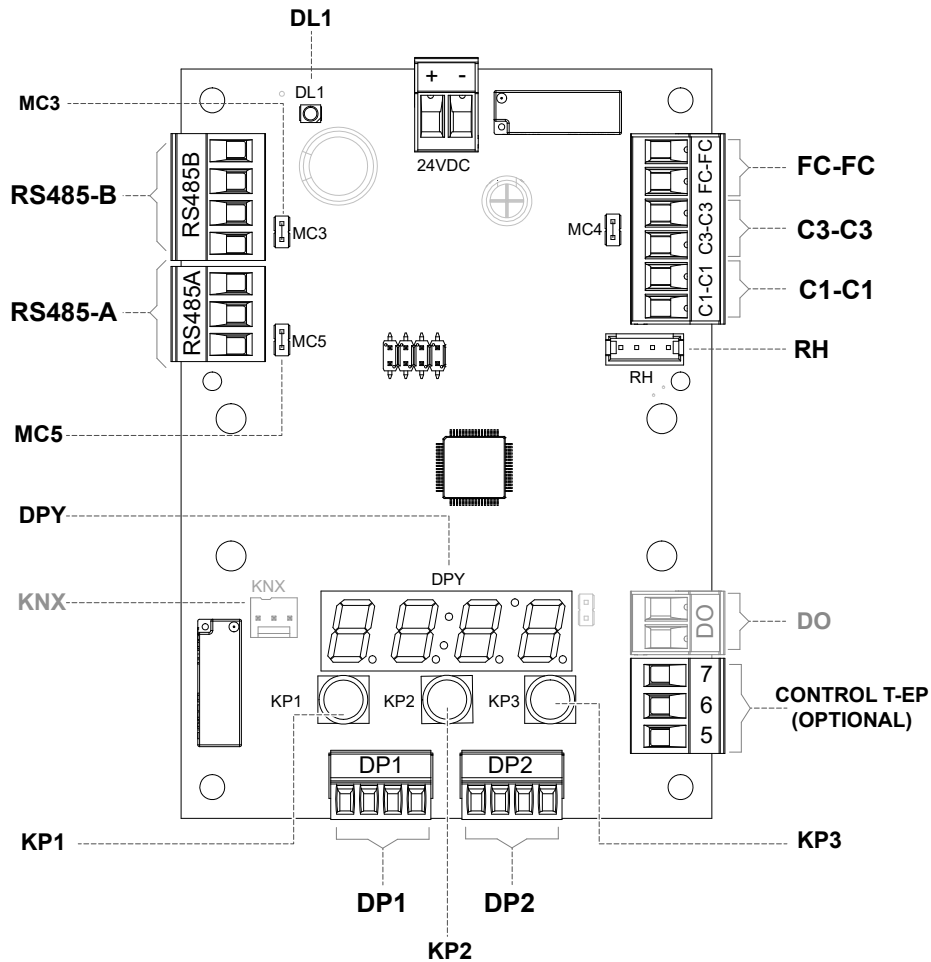 DL1
MC3
DL1
+ -
24VDC
RS485-B
RS485B
MC3
MC4
FC-FC
FC-FC
C3-C3
C3-C3
C1-C1
C1-C1
RS485-A
RS485A
MC5
RH
RH
MC5
DPY
DPY
KNX
KNX
DO
DO
KP1
KP2
KP3
7
6
5
CONTROL T-EP
(OPTIONAL)
DP1
DP2
KP1
KP3
DP1
DP2
KP2